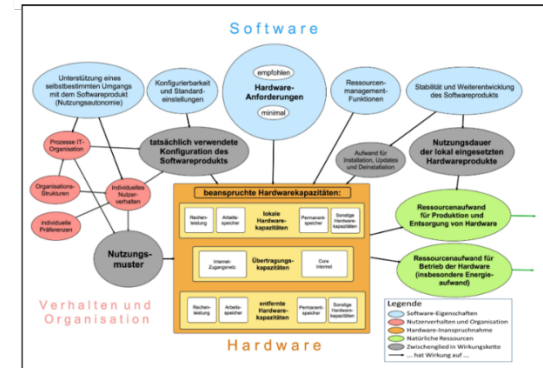 Software
Unterstützung eines
selbstbestimmten Umgangs
mit dem Softwareprodukt
(Nutzungsautonomie)
Konfigurierbarkeit
und Standard-
einstellungen
empfohlen
Hardware-
Anforderungen
minimal
Ressourcen-
management-
Funktionen
Stabilität und Weiterentwicklung
des Softwareprodukts
Prozesse IT-
Organisation
tatsächlich verwendete
Konfiguration des
Softwareprodukts
Aufwand für
Installation, Updates und
Deinstallation
Nutzungsdauer
der lokal eingesetzten
Hardwareprodukte
Organisations-
Strukturen
Individuelles
Nutzer-
verhalten
Individuelle
Präferenzen
Nutzungs-
muster
beanspruchte Hardwarekapazitäten:
Rechen-
leistung
Arbeits-
speicher
lokale
Hardware-
kapazitäten
Permanent-
speicher
Sonstige
Hardware-
kapazitäten
Internet-
Zugangsnetz
Übertragungs-
kapazitäten
Core
Internet
Rechen-
leistung
Arbeits-
speicher
entfernte
Hardware-
kapazitäten
Permanent-
speicher
Sonstige
Hardware-
kapazitäten
Ressourcenaufwand
für Produktion und
Entsorgung von Hardware
Ressourcenaufwand für
Betrieb der Hardware
(insbesondere Energie-
aufwand)
Verhalten und
Organisation
Hardware
Legende
Software-Eigenschaften
Nutzerverhalten und Organisation
Hardware-Inanspruchnahme
Natürliche Ressourcen
Zwischenglied in Wirkungskette
... hat Wirkung auf ...